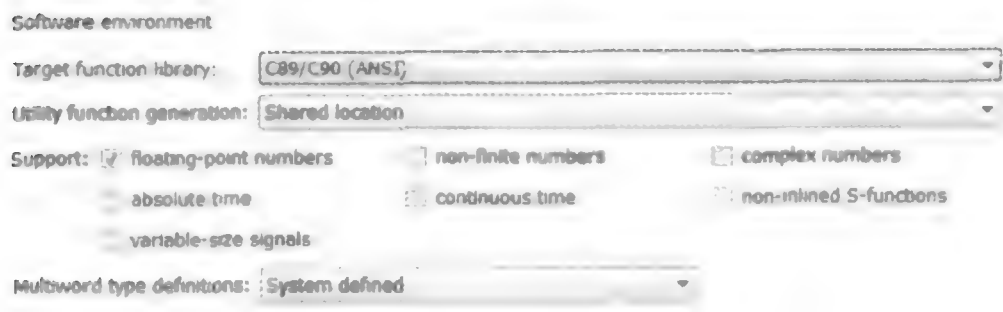 Software environment
Target function library: C89/C90 (ANSI)
Utility function generation: Shared location
Support: floating-point numbers non-finite numbers complex numbers
absolute time continuous time non-inlined S-functions
variable-size signals
Multiword type definitions: System defined